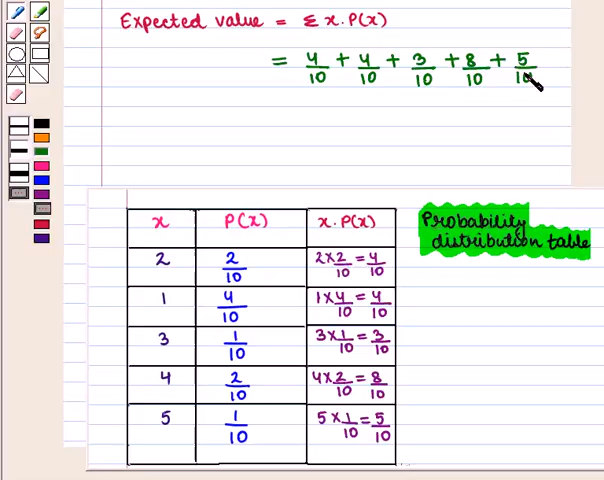 Expected value = Σ x.P(x)
= 4/10 + 4/10 + 3/10 + 8/10 + 5/10
x P(x) x.P(x)
2 2/10 2×2/10=4/10
1 4/10 1×4/10=4/10
3 1/10 3×1/10=3/10
4 2/10 4×2/10=8/10
5 1/10 5×1/10=5/10
Probability
distribution table